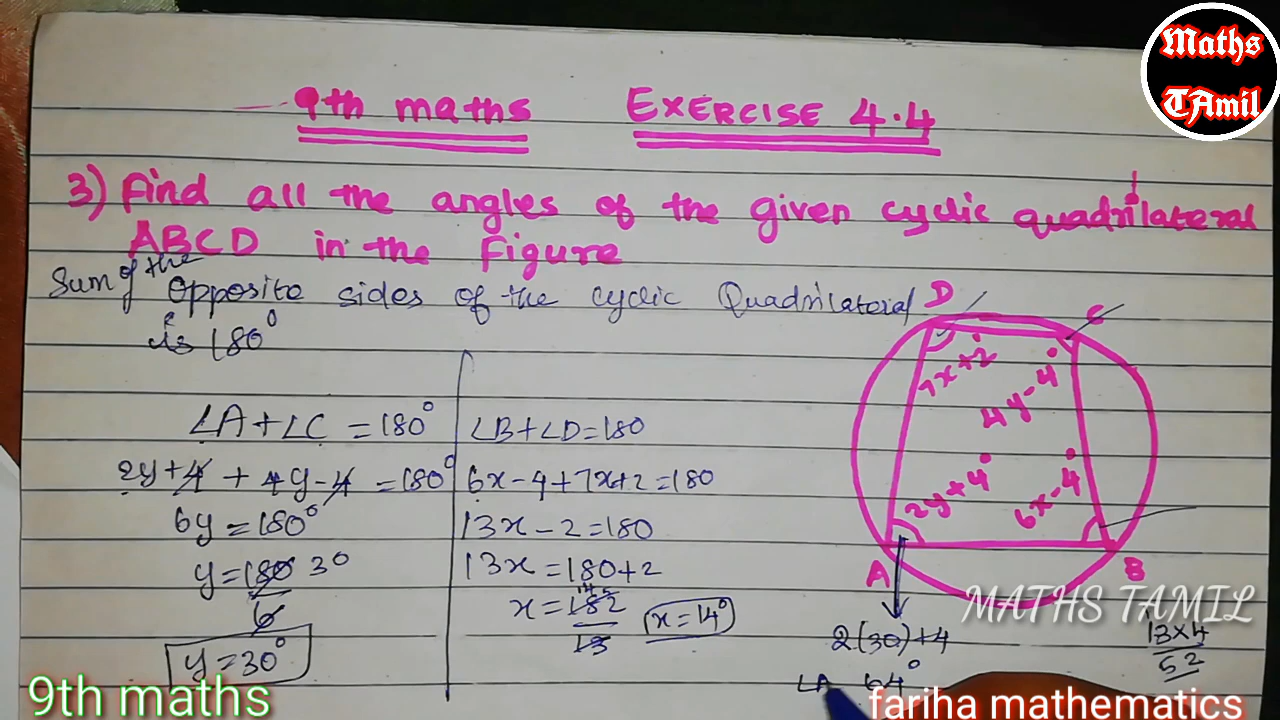 Maths
TAmil
9th maths EXERCISE 4.4
3) Find all the angles of the given cyclic quadrilateral
ABCD in the figure
Sum of the opposite sides of the cyclic Quadrilateral
is 180°
∠A+∠C = 180°
2y+4 + 4y-4 = 180°
6y = 180°
y = 180 30
6
y = 30°
∠B+∠D=180
6x-4+7x+2=180
13x-2=180
13x=180+2
x=182 14
13
x=14°
D
C
7x+2°
4y-4°
2y+4°
6x-4°
A
B
2(30)+4
∠A 64°
13×4
52
MATHS TAMIL
9th maths
fariha mathematics